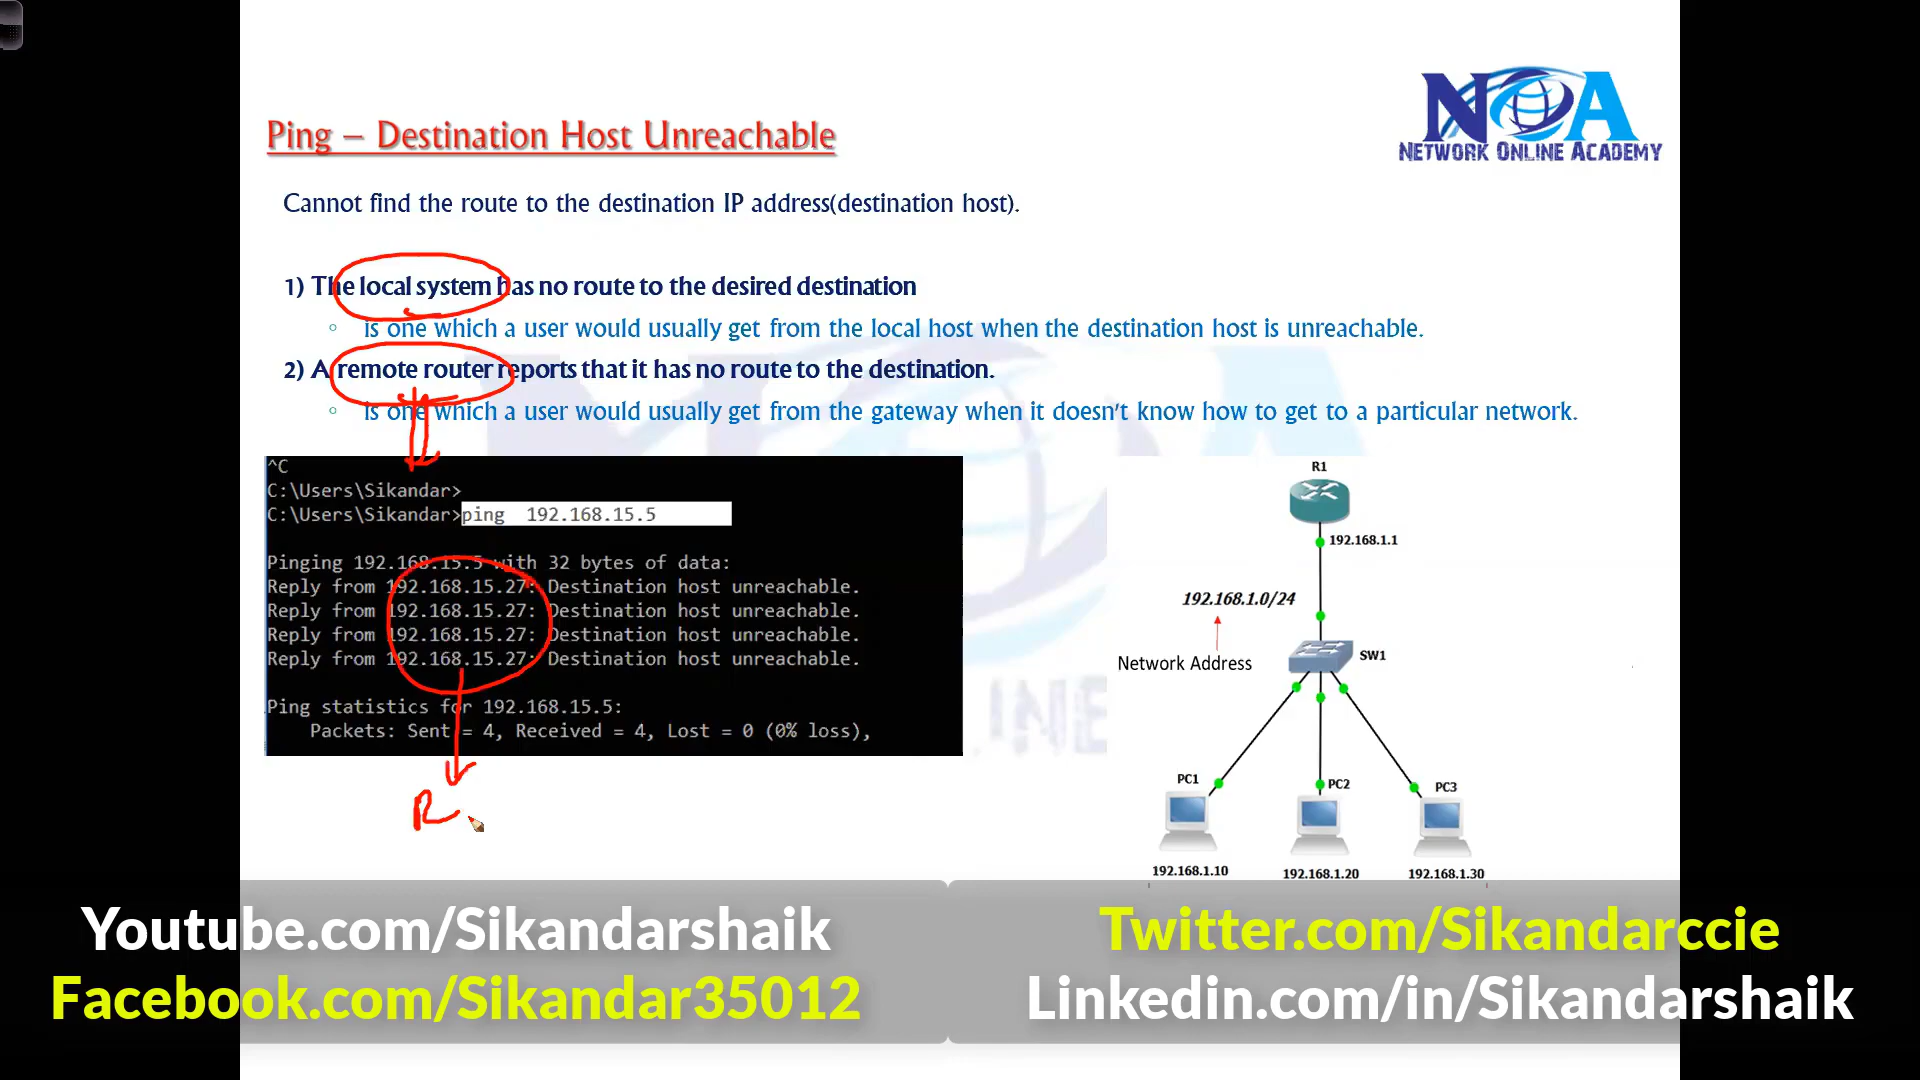 NOA
NETWORK ONLINE ACADEMY
Ping – Destination Host Unreachable
Cannot find the route to the destination IP address(destination host).
1) The local system has no route to the desired destination
is one which a user would usually get from the local host when the destination host is unreachable.
2) A remote router reports that it has no route to the destination.
is one which a user would usually get from the gateway when it doesn't know how to get to a particular network.
^C
C:\Users\Sikandar>
C:\Users\Sikandar>ping  192.168.15.5
Pinging 192.168.15.5 with 32 bytes of data:
Reply from 192.168.15.27: Destination host unreachable.
Reply from 192.168.15.27: Destination host unreachable.
Reply from 192.168.15.27: Destination host unreachable.
Reply from 192.168.15.27: Destination host unreachable.
Ping statistics for 192.168.15.5:
Packets: Sent = 4, Received = 4, Lost = 0 (0% loss),
R
R1
192.168.1.1
192.168.1.0/24
Network Address
SW1
PC1
PC2
PC3
192.168.1.10
192.168.1.20
192.168.1.30
Youtube.com/Sikandarshaik
Facebook.com/Sikandar35012
Twitter.com/Sikandarccie
Linkedin.com/in/Sikandarshaik